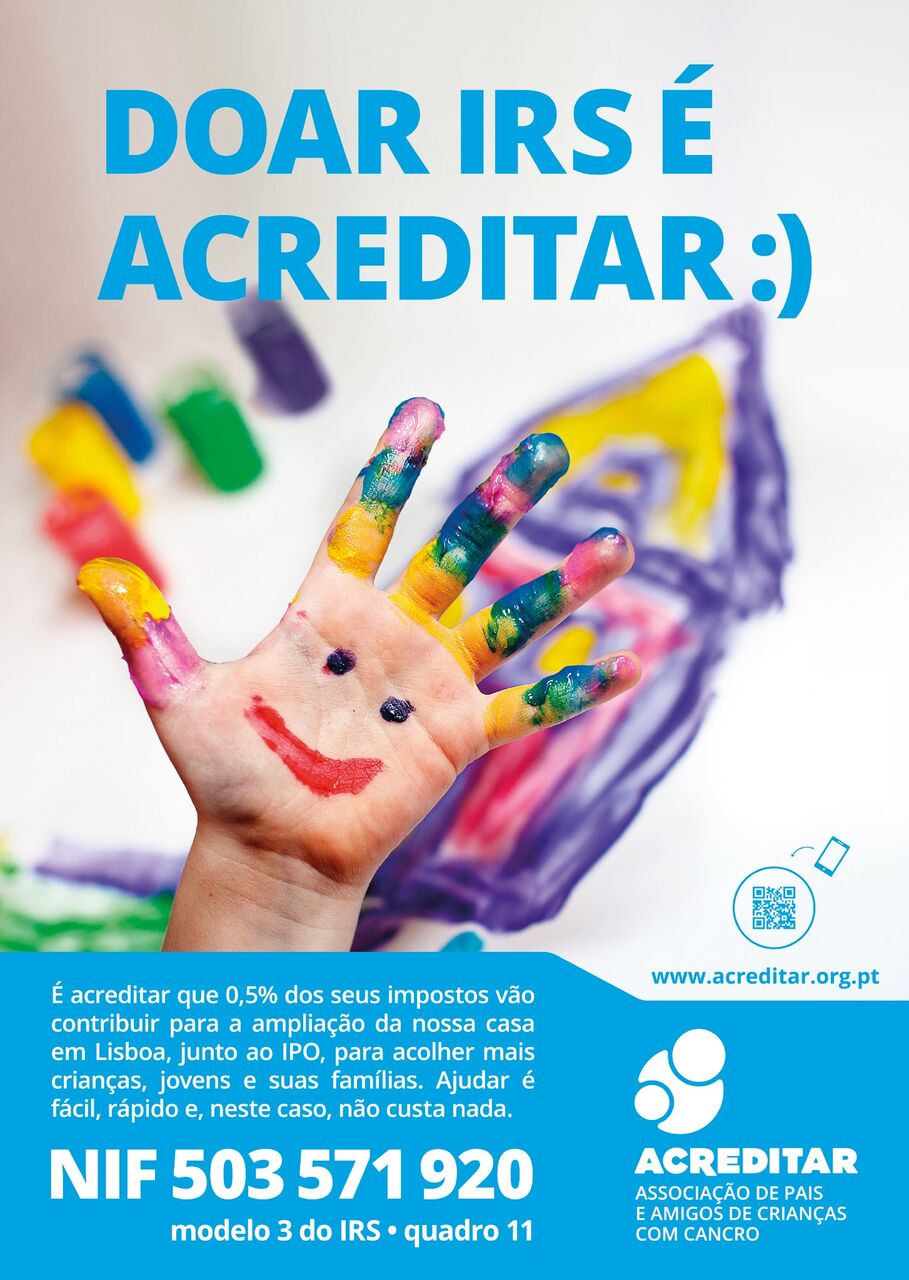 DOAR IRS É
ACREDITAR :)
www.acreditar.org.pt
É acreditar que 0,5% dos seus impostos vão
contribuir para a ampliação da nossa casa
em Lisboa, junto ao IPO, para acolher mais
crianças, jovens e suas famílias. Ajudar é
fácil, rápido e, neste caso, não custa nada.
NIF 503 571 920
modelo 3 do IRS • quadro 11
ACREDITAR
ASSOCIAÇÃO DE PAIS
E AMIGOS DE CRIANÇAS
COM CANCRO